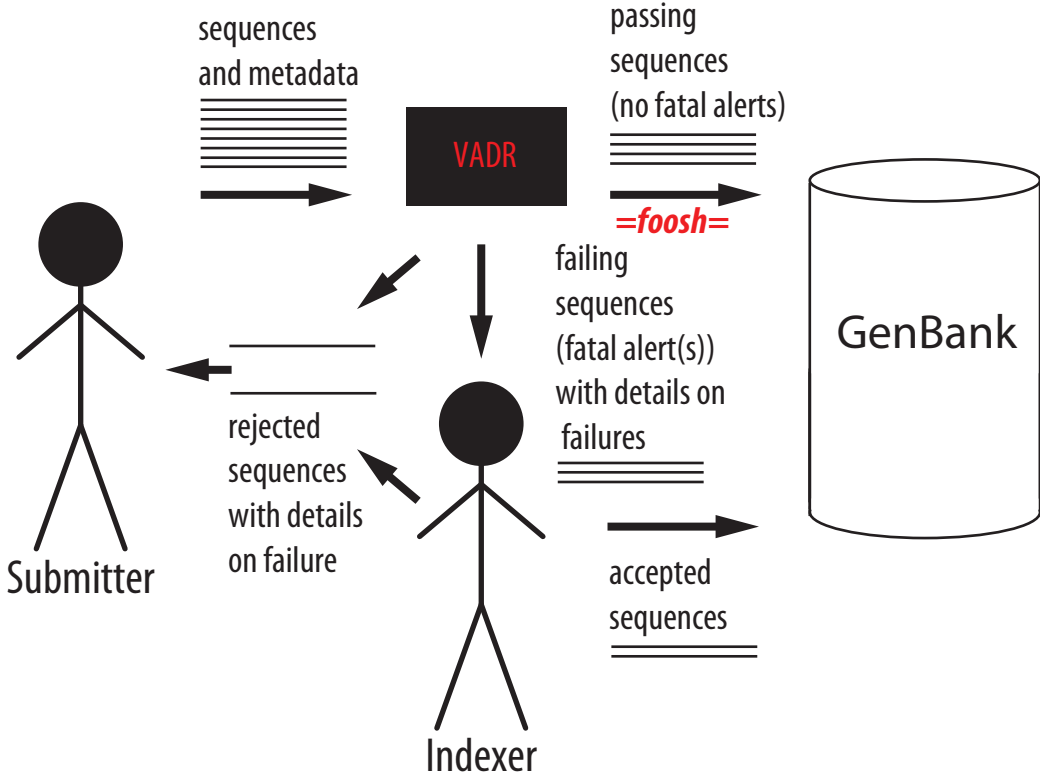 sequences
and metadata
VADR
passing
sequences
(no fatal alerts)
=foosh=
failing
sequences
(fatal alert(s))
with details on
failures
GenBank
rejected
sequences
with details
on failure
Submitter
accepted
sequences
Indexer